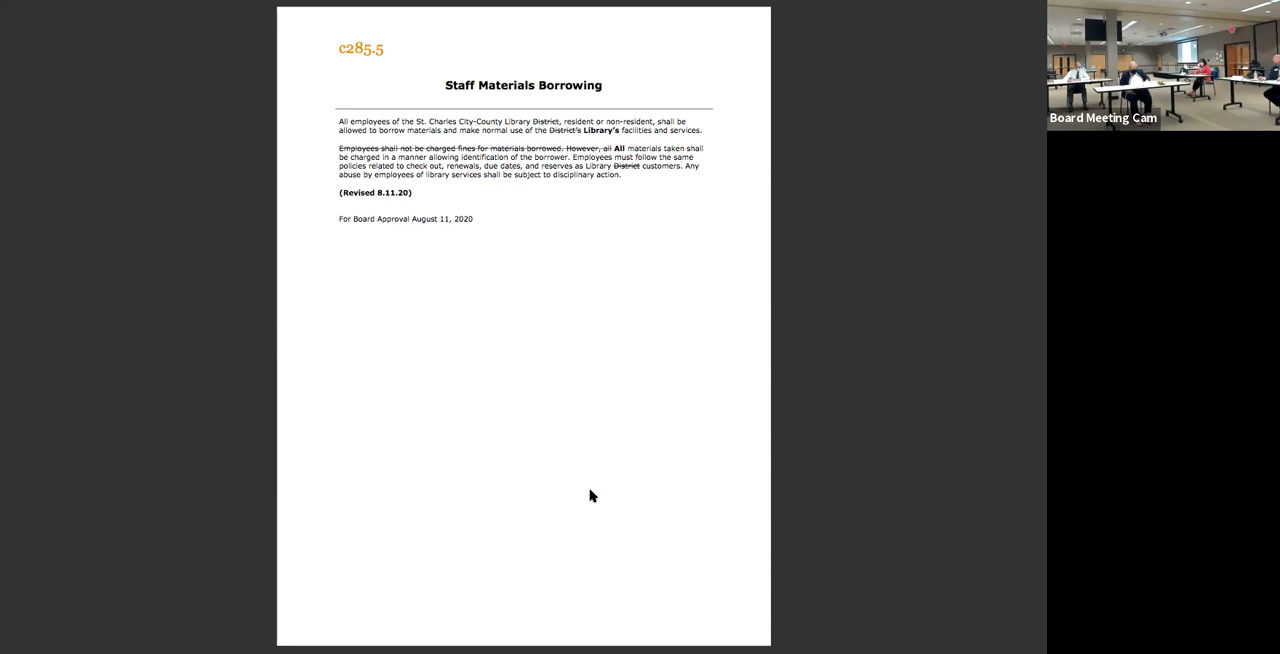 c285.5
Staff Materials Borrowing
All employees of the St. Charles City-County Library District, resident or non-resident, shall be
allowed to borrow materials and make normal use of the District's Library's facilities and services.
Employees shall not be charged fines for materials borrowed. However, all All materials taken shall
be charged in a manner allowing identification of the borrower. Employees must follow the same
policies related to check out, renewals, due dates, and reserves as Library District customers. Any
abuse by employees of library services shall be subject to disciplinary action.
(Revised 8.11.20)
For Board Approval August 11, 2020
Board Meeting Cam